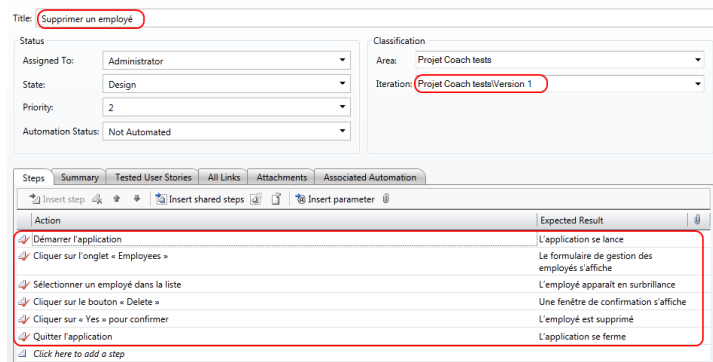 Title: Supprimer un employé
Status
Classification
Assigned To: Administrator
Area: Projet Coach tests
State: Design
Iteration: Projet Coach tests\Version 1
Priority: 2
Automation Status: Not Automated
Steps Summary Tested User Stories All Links Attachments Associated Automation
Insert step Insert shared steps Insert parameter
Action Expected Result
Démarrer l'application L'application se lance
Cliquer sur l'onglet « Employees » Le formulaire de gestion des
employés s'affiche
Sélectionner un employé dans la liste L'employé apparaît en surbrillance
Cliquer sur le bouton « Delete » Une fenêtre de confirmation s'affiche
Cliquer sur « Yes » pour confirmer L'employé est supprimé
Quitter l'application L'application se ferme
Click here to add a step